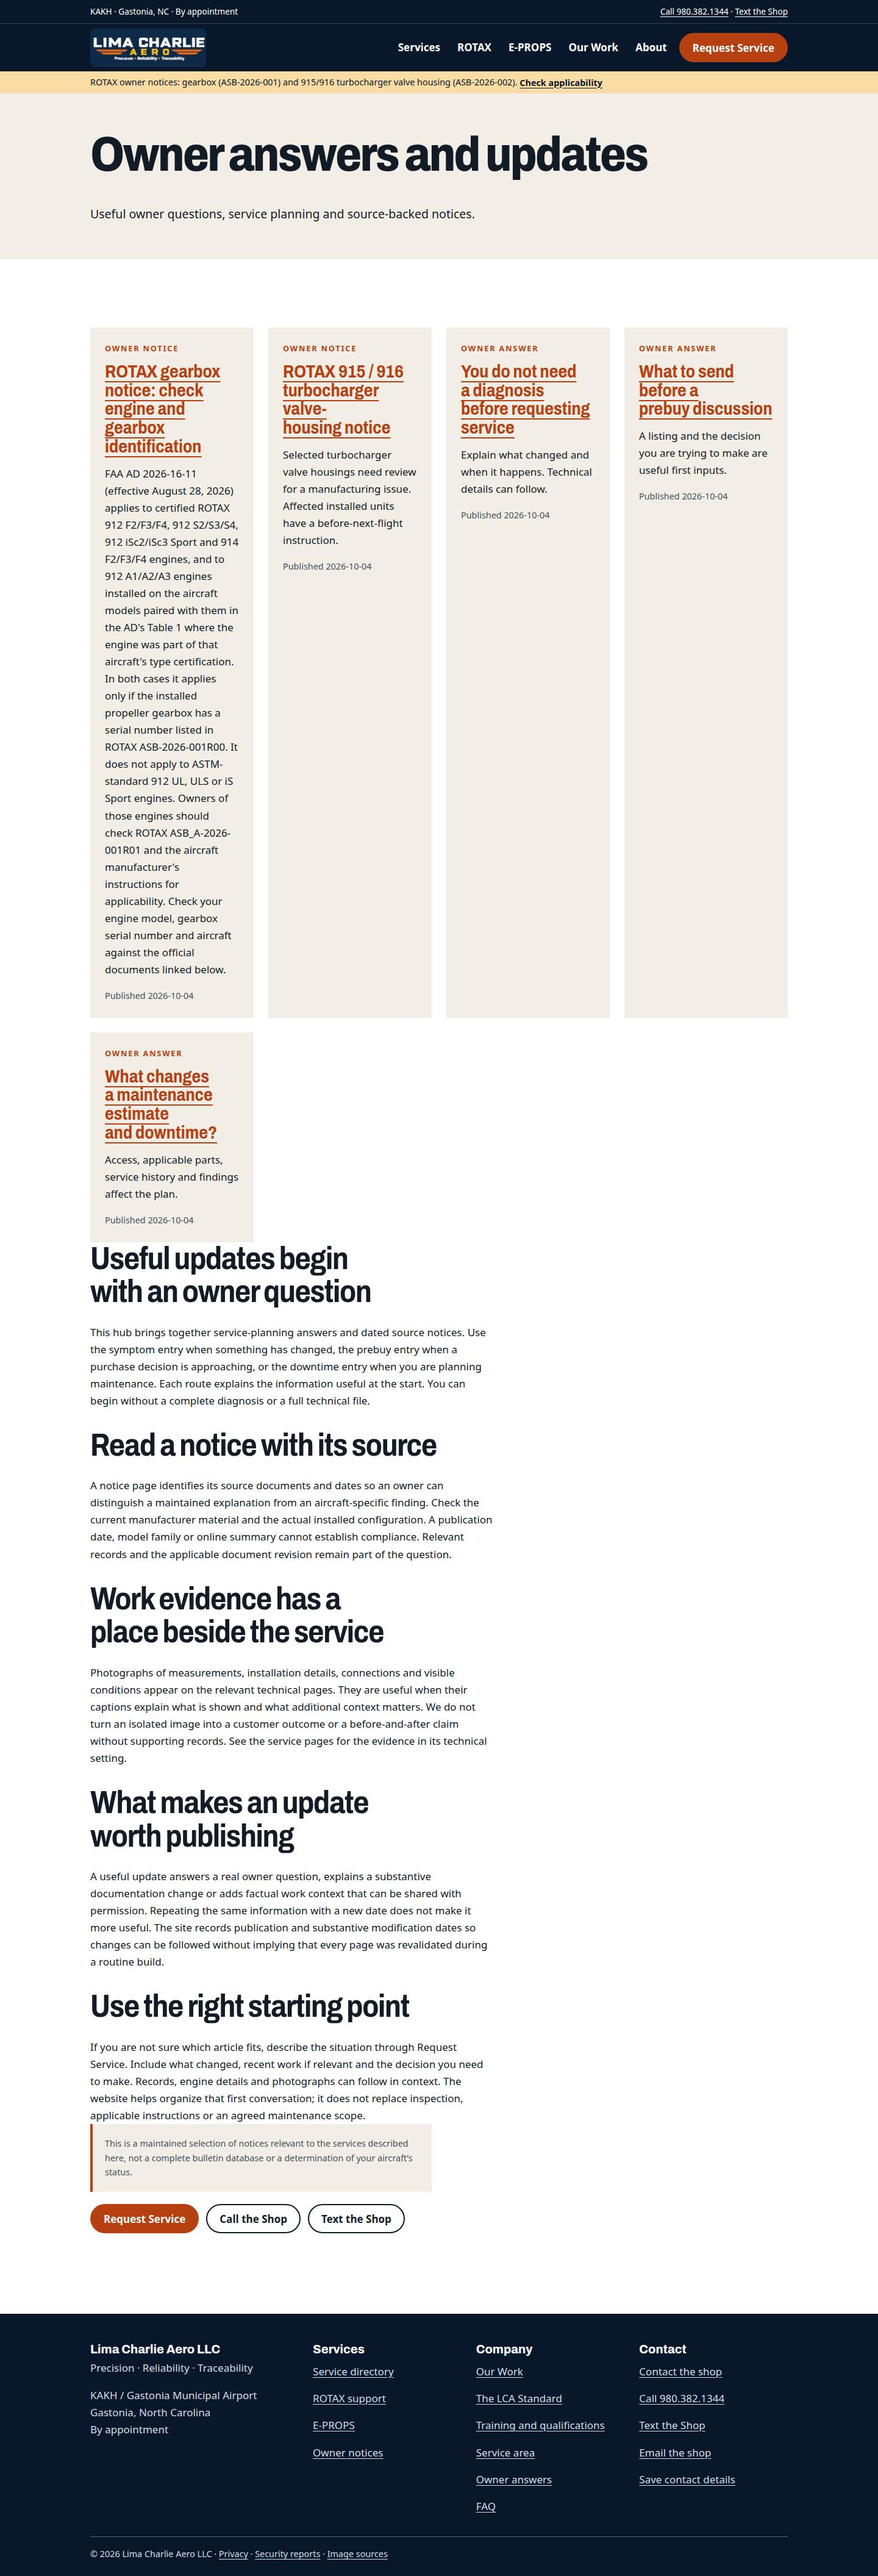 KAKH · Gastonia, NC · By appointment
Call 980.382.1344 · Text the Shop
LIMA CHARLIE
AERO
Precision • Reliability • Traceability
Services ROTAX E-PROPS Our Work About Request Service
ROTAX owner notices: gearbox (ASB-2026-001) and 915/916 turbocharger valve housing (ASB-2026-002). Check applicability
Owner answers and updates
Useful owner questions, service planning and source-backed notices.
OWNER NOTICE
ROTAX gearbox
notice: check
engine and
gearbox
identification
FAA AD 2026-16-11
(effective August 28, 2026)
applies to certified ROTAX
912 F2/F3/F4, 912 S2/S3/S4,
912 iSc2/iSc3 Sport and 914
F2/F3/F4 engines, and to
912 A1/A2/A3 engines
installed on the aircraft
models paired with them in
the AD's Table 1 where the
engine was part of that
aircraft's type certification.
In both cases it applies
only if the installed
propeller gearbox has a
serial number listed in
ROTAX ASB-2026-001R00. It
does not apply to ASTM-
standard 912 UL, ULS or iS
Sport engines. Owners of
those engines should
check ROTAX ASB_A-2026-
001R01 and the aircraft
manufacturer's
instructions for
applicability. Check your
engine model, gearbox
serial number and aircraft
against the official
documents linked below.
Published 2026-10-04
OWNER NOTICE
ROTAX 915 / 916
turbocharger
valve-
housing notice
Selected turbocharger
valve housings need review
for a manufacturing issue.
Affected installed units
have a before-next-flight
instruction.
Published 2026-10-04
OWNER ANSWER
You do not need
a diagnosis
before requesting
service
Explain what changed and
when it happens. Technical
details can follow.
Published 2026-10-04
OWNER ANSWER
What to send
before a
prebuy discussion
A listing and the decision
you are trying to make are
useful first inputs.
Published 2026-10-04
OWNER ANSWER
What changes
a maintenance
estimate
and downtime?
Access, applicable parts,
service history and findings
affect the plan.
Published 2026-10-04
Useful updates begin
with an owner question
This hub brings together service-planning answers and dated source notices. Use
the symptom entry when something has changed, the prebuy entry when a
purchase decision is approaching, or the downtime entry when you are planning
maintenance. Each route explains the information useful at the start. You can
begin without a complete diagnosis or a full technical file.
Read a notice with its source
A notice page identifies its source documents and dates so an owner can
distinguish a maintained explanation from an aircraft-specific finding. Check the
current manufacturer material and the actual installed configuration. A publication
date, model family or online summary cannot establish compliance. Relevant
records and the applicable document revision remain part of the question.
Work evidence has a
place beside the service
Photographs of measurements, installation details, connections and visible
conditions appear on the relevant technical pages. They are useful when their
captions explain what is shown and what additional context matters. We do not
turn an isolated image into a customer outcome or a before-and-after claim
without supporting records. See the service pages for the evidence in its technical
setting.
What makes an update
worth publishing
A useful update answers a real owner question, explains a substantive
documentation change or adds factual work context that can be shared with
permission. Repeating the same information with a new date does not make it
more useful. The site records publication and substantive modification dates so
changes can be followed without implying that every page was revalidated during
a routine build.
Use the right starting point
If you are not sure which article fits, describe the situation through Request
Service. Include what changed, recent work if relevant and the decision you need
to make. Records, engine details and photographs can follow in context. The
website helps organize that first conversation; it does not replace inspection,
applicable instructions or an agreed maintenance scope.
This is a maintained selection of notices relevant to the services described
here, not a complete bulletin database or a determination of your aircraft's
status.
Request Service Call the Shop Text the Shop
Lima Charlie Aero LLC
Precision · Reliability · Traceability
KAKH / Gastonia Municipal Airport
Gastonia, North Carolina
By appointment
Services
Service directory
ROTAX support
E-PROPS
Owner notices
Company
Our Work
The LCA Standard
Training and qualifications
Service area
Owner answers
FAQ
Contact
Contact the shop
Call 980.382.1344
Text the Shop
Email the shop
Save contact details
© 2026 Lima Charlie Aero LLC · Privacy · Security reports · Image sources